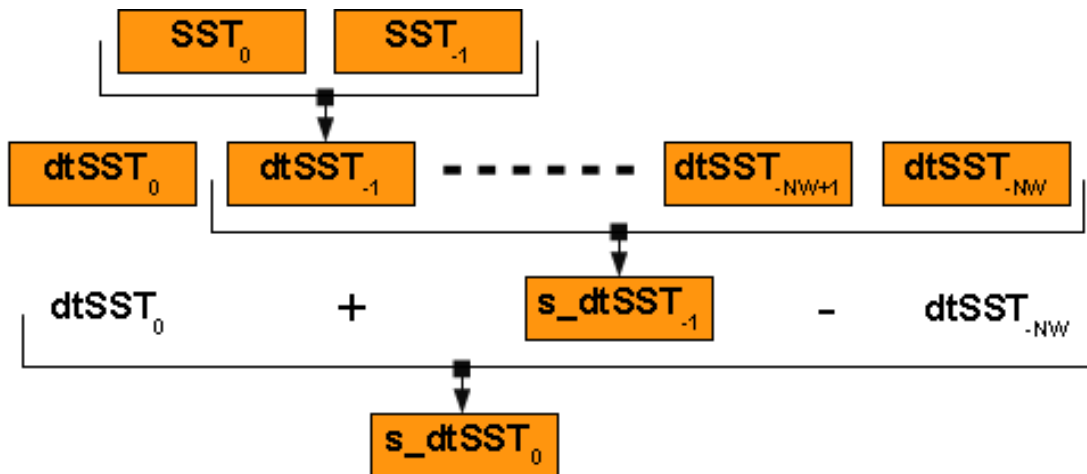 SST₀ SST₋₁
dtSST₀ dtSST₋₁ dtSST₋NW+1 dtSST₋NW
dtSST₀ + s_dtSST₋₁ - dtSST₋NW
s_dtSST₀